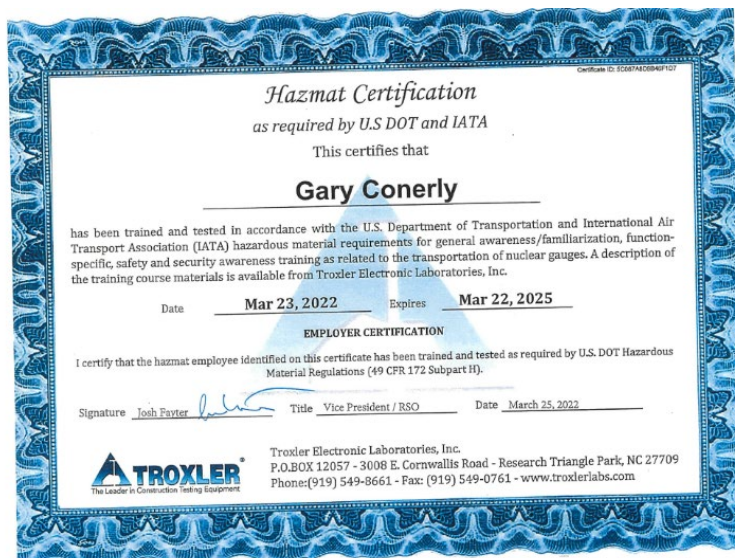 Certificate ID: 5C087A6D5B40F1D7
Hazmat Certification
as required by U.S DOT and IATA
This certifies that
Gary Conerly
has been trained and tested in accordance with the U.S. Department of Transportation and International Air
Transport Association (IATA) hazardous material requirements for general awareness/familiarization, function-
specific, safety and security awareness training as related to the transportation of nuclear gauges. A description of
the training course materials is available from Troxler Electronic Laboratories, Inc.
Date Mar 23, 2022 Expires Mar 22, 2025
EMPLOYER CERTIFICATION
I certify that the hazmat employee identified on this certificate has been trained and tested as required by U.S. DOT Hazardous
Material Regulations (49 CFR 172 Subpart H).
Signature Josh Fayter Title Vice President / RSO Date March 25, 2022
TROXLER®
The Leader in Construction Testing Equipment
Troxler Electronic Laboratories, Inc.
P.O.BOX 12057 - 3008 E. Cornwallis Road - Research Triangle Park, NC 27709
Phone:(919) 549-8661 - Fax: (919) 549-0761 - www.troxlerlabs.com